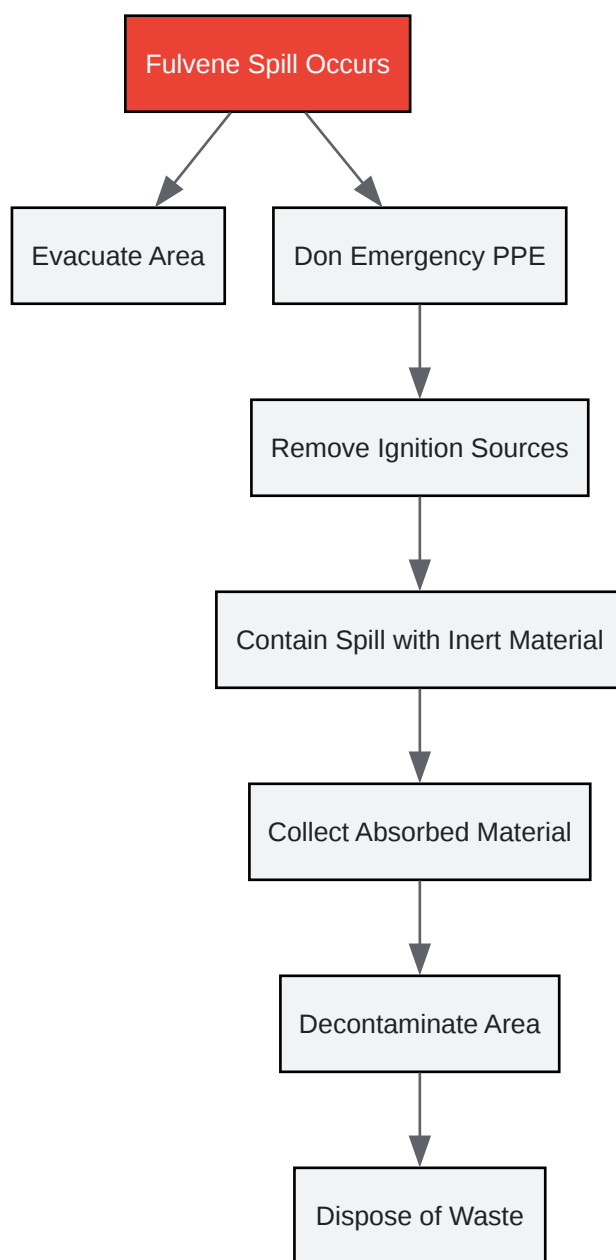 Fulvene Spill Occurs
Evacuate Area
Don Emergency PPE
Remove Ignition Sources
Contain Spill with Inert Material
Collect Absorbed Material
Decontaminate Area
Dispose of Waste